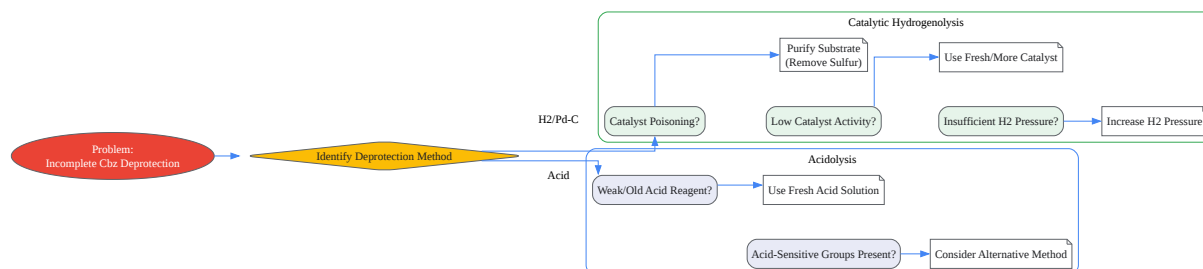 Catalytic Hydrogenolysis
Purify Substrate
(Remove Sulfur)
Use Fresh/More Catalyst
H2/Pd-C
Catalyst Poisoning?
Low Catalyst Activity?
Insufficient H2 Pressure?
Increase H2 Pressure
Problem:
Incomplete Cbz Deprotection
Identify Deprotection Method
Acidolysis
Acid
Weak/Old Acid Reagent?
Use Fresh Acid Solution
Acid-Sensitive Groups Present?
Consider Alternative Method